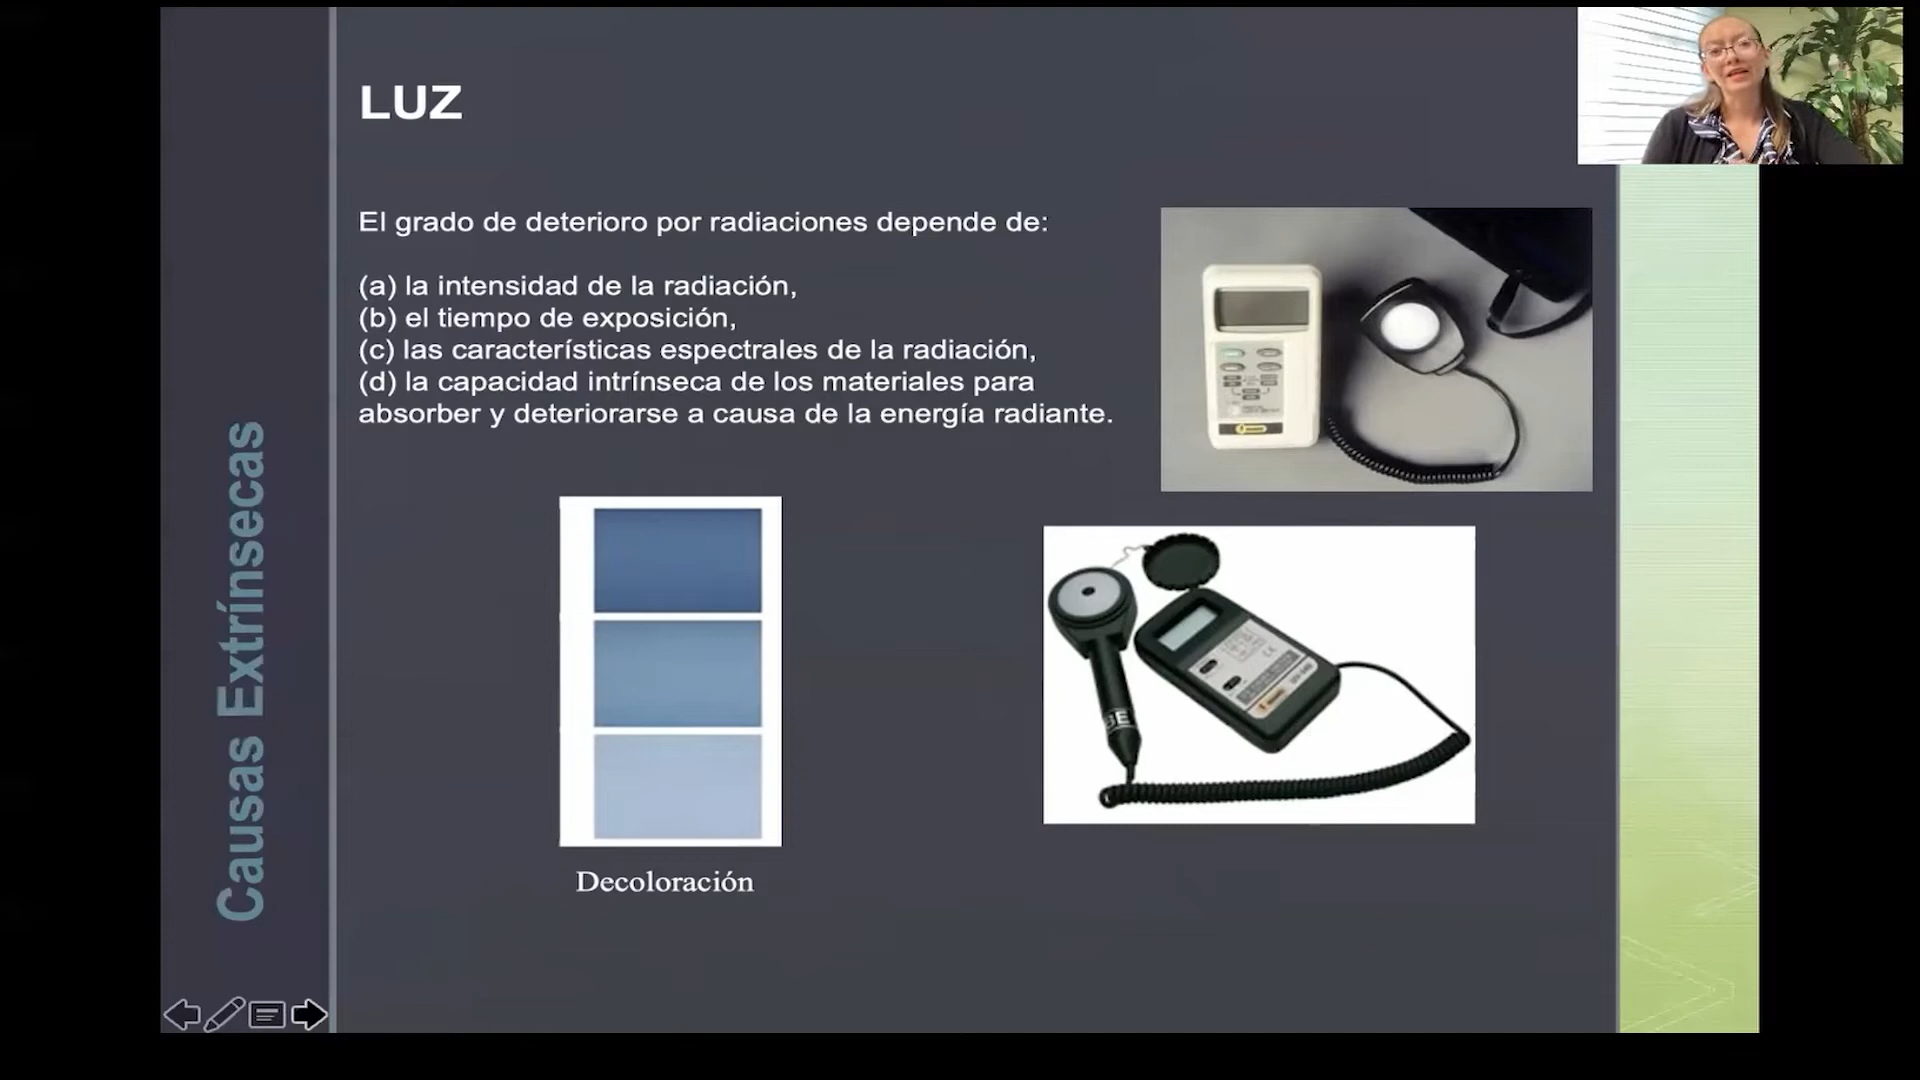 LUZ
El grado de deterioro por radiaciones depende de:
(a) la intensidad de la radiación,
(b) el tiempo de exposición,
(c) las características espectrales de la radiación,
(d) la capacidad intrínseca de los materiales para
absorber y deteriorarse a causa de la energía radiante.
Causas Extrínsecas
BE
Decoloración